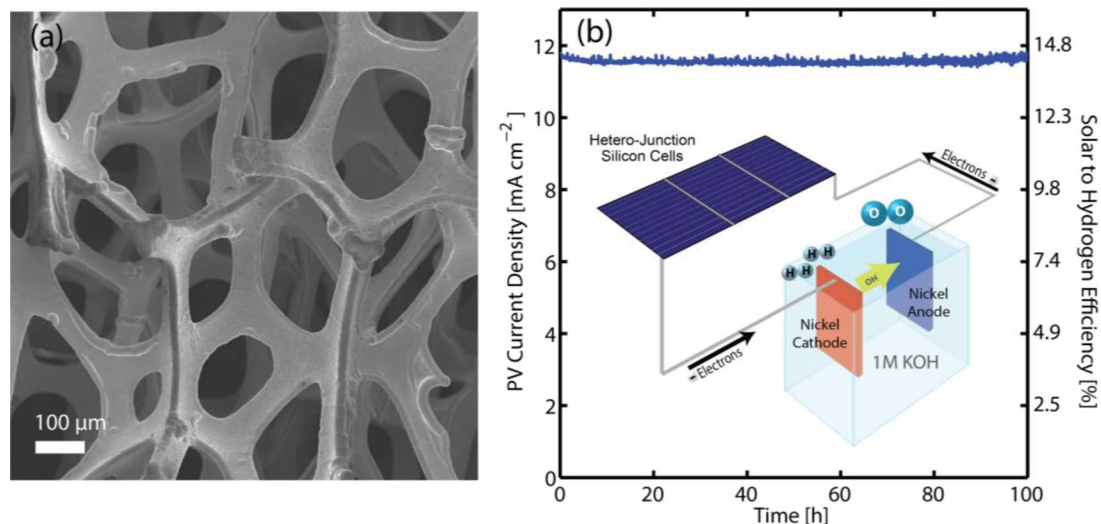 (a)
100 µm
(b)
PV Current Density [mA cm⁻²]
12
10
8
6
4
2
0
0
20
40
60
80
100
Time [h]
14.8
12.3
9.8
7.4
4.9
2.5
Solar to Hydrogen Efficiency [%]
Hetero-Junction
Silicon Cells
Electrons -
O O
H H
H H
OH
Nickel
Anode
Nickel
Cathode
1M KOH
- Electrons